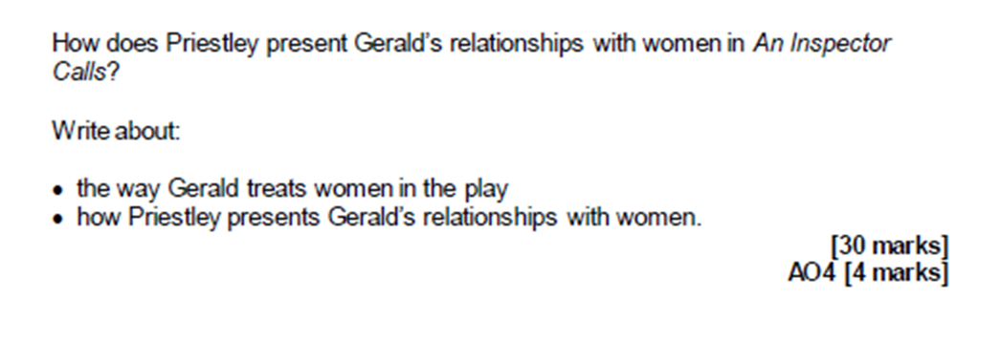 How does Priestley present Gerald's relationships with women in An Inspector
Calls?
Write about:
• the way Gerald treats women in the play
• how Priestley presents Gerald's relationships with women.
[30 marks]
AO4 [4 marks]